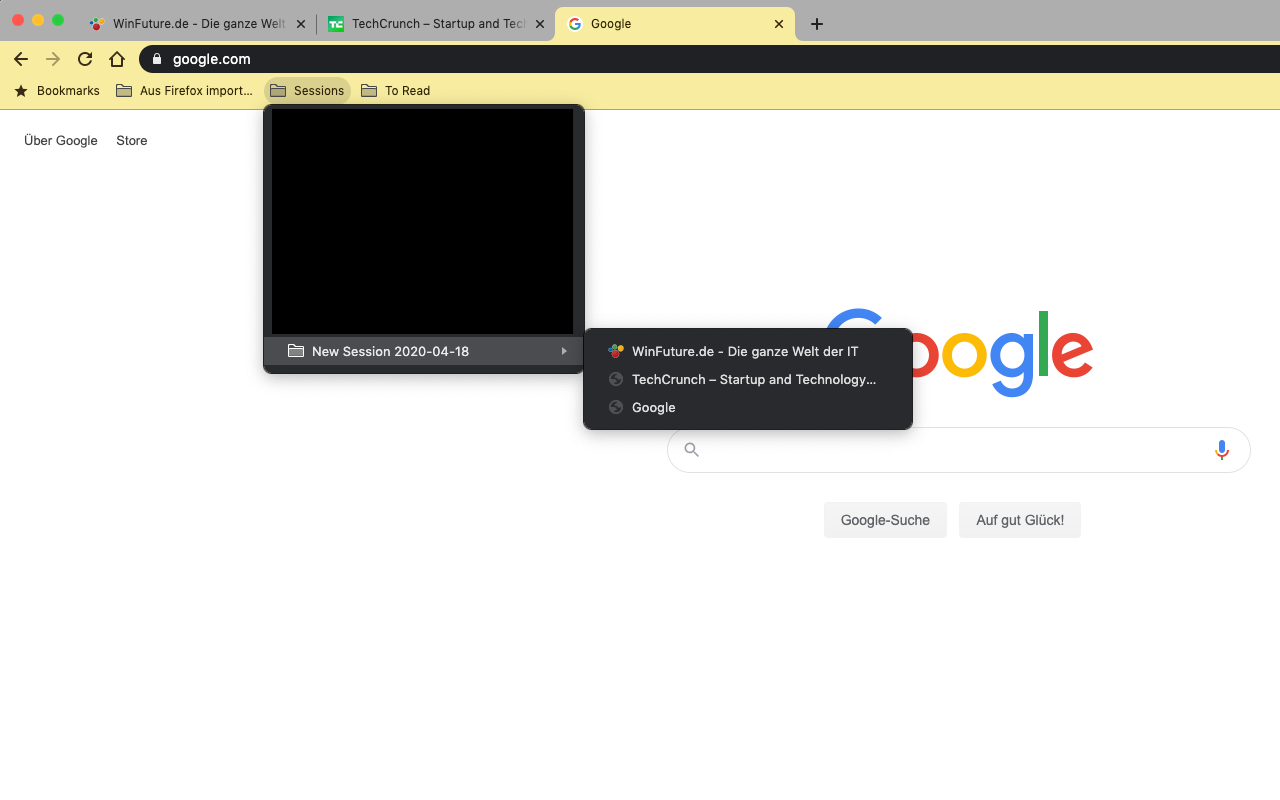 WinFuture.de - Die ganze Welt
TechCrunch – Startup and Tech
Google
google.com
Bookmarks
Aus Firefox import...
Sessions
To Read
Über Google
Store
New Session 2020-04-18
WinFuture.de - Die ganze Welt der IT
TechCrunch – Startup and Technology...
Google
Google
Google-Suche
Auf gut Glück!